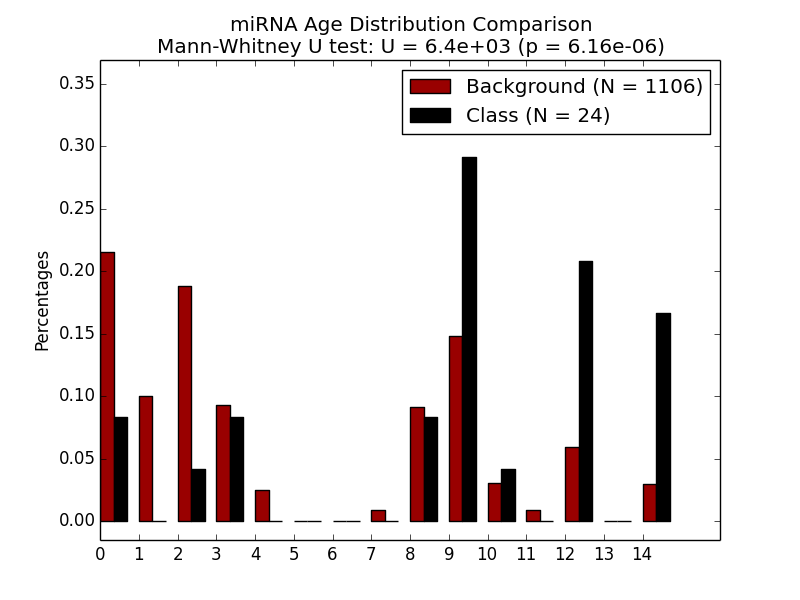 miRNA Age Distribution Comparison
Mann-Whitney U test: U = 6.4e+03 (p = 6.16e-06)
Background (N = 1106)
Class (N = 24)
Percentages
0.35
0.30
0.25
0.20
0.15
0.10
0.05
0.00
0 1 2 3 4 5 6 7 8 9 10 11 12 13 14